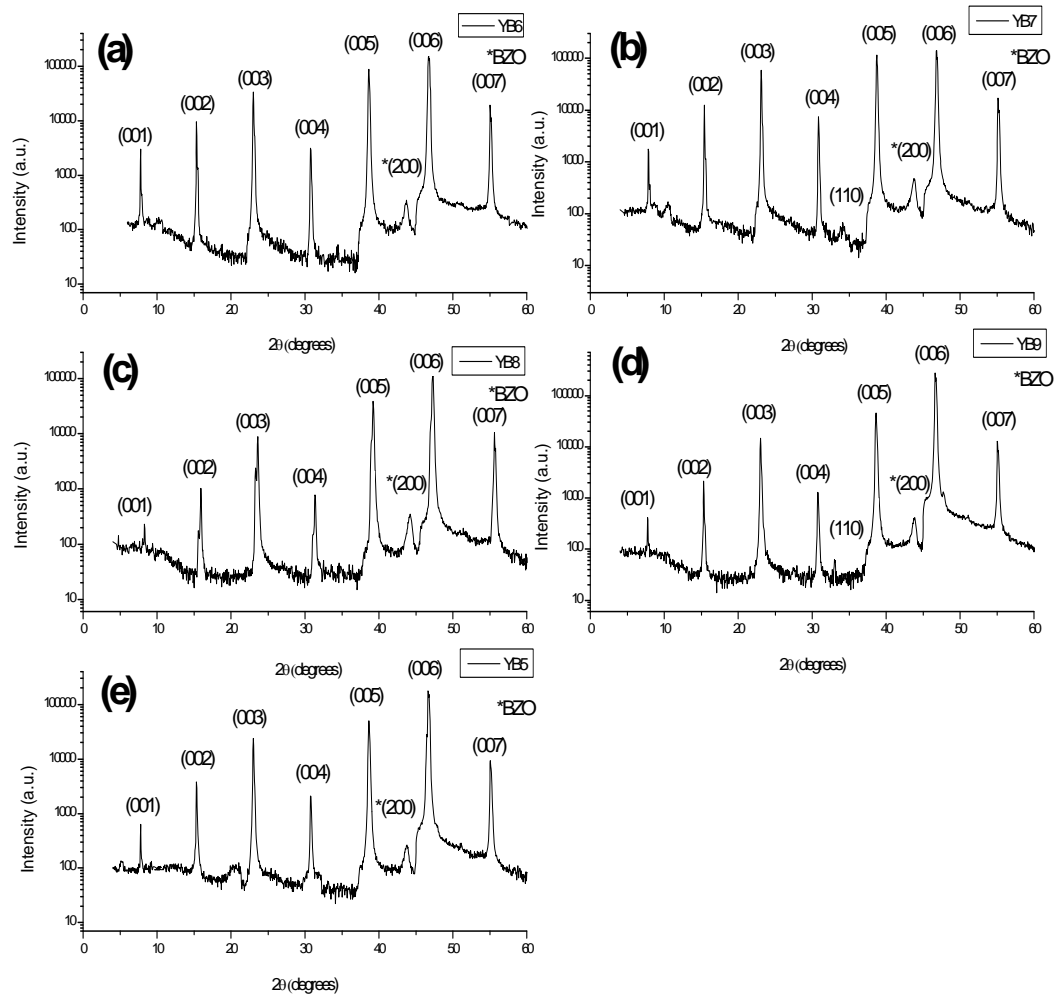 (a)
YB6
*BZO
(001)
(002)
(003)
(004)
(005)
*(200)
(006)
(007)
100000
10000
1000
100
10
Intensity (a.u.)
0 10 20 30 40 50 60
2θ (degrees)
(b)
YB7
*BZO
(001)
(002)
(003)
(004)
(110)
(005)
*(200)
(006)
(007)
100000
10000
1000
100
10
Intensity (a.u.)
0 10 20 30 40 50 60
2θ (degrees)
(c)
YB8
*BZO
(001)
(002)
(003)
(004)
(005)
*(200)
(006)
(007)
100000
10000
1000
100
10
Intensity (a.u.)
0 10 20 30 40 50 60
2θ (degrees)
(d)
YB9
*BZO
(001)
(002)
(003)
(004)
(110)
(005)
*(200)
(006)
(007)
100000
10000
1000
100
10
Intensity (a.u.)
0 10 20 30 40 50 60
2θ (degrees)
(e)
YB5
*BZO
(001)
(002)
(003)
(004)
(005)
*(200)
(006)
(007)
100000
10000
1000
100
10
Intensity (a.u.)
0 10 20 30 40 50 60
2θ (degrees)